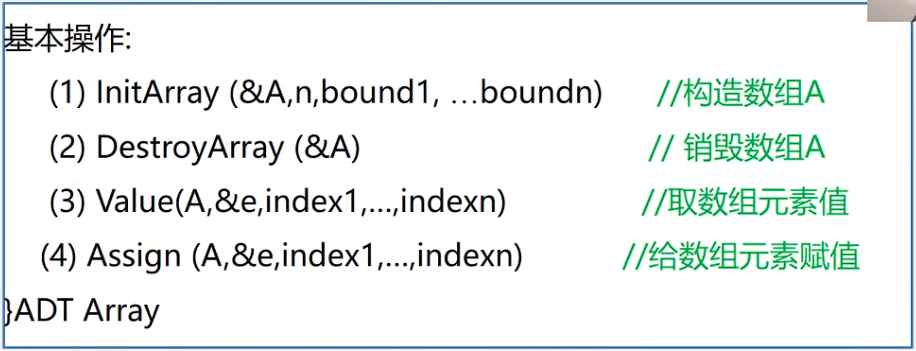 基本操作:
(1) InitArray (&A,n,bound1, …boundn) //构造数组A
(2) DestroyArray (&A) // 销毁数组A
(3) Value(A,&e,index1,…,indexn) //取数组元素值
(4) Assign (A,&e,index1,…,indexn) //给数组元素赋值
}ADT Array